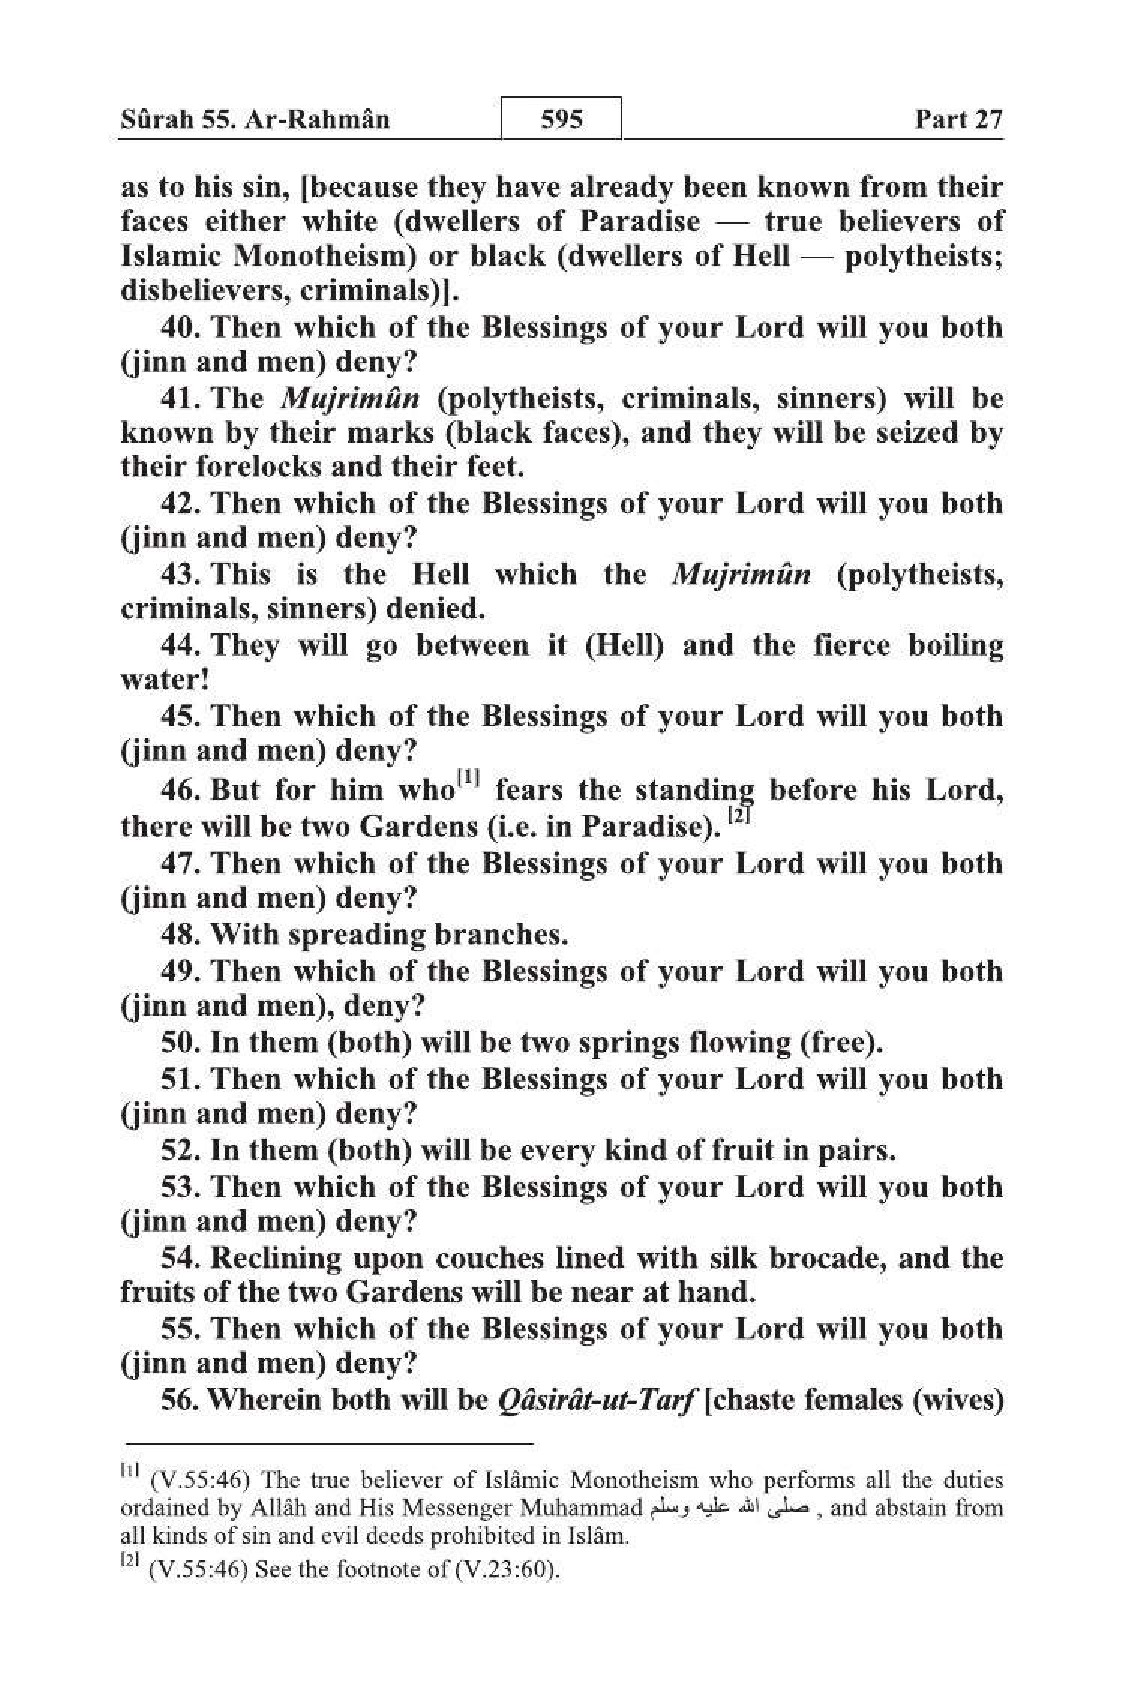 Sûrah 55. Ar-Rahmân 595 Part 27
as to his sin, [because they have already been known from their
faces either white (dwellers of Paradise — true believers of
Islamic Monotheism) or black (dwellers of Hell — polytheists;
disbelievers, criminals)].
40. Then which of the Blessings of your Lord will you both
(jinn and men) deny?
41. The Mujrimûn (polytheists, criminals, sinners) will be
known by their marks (black faces), and they will be seized by
their forelocks and their feet.
42. Then which of the Blessings of your Lord will you both
(jinn and men) deny?
43. This is the Hell which the Mujrimûn (polytheists,
criminals, sinners) denied.
44. They will go between it (Hell) and the fierce boiling
water!
45. Then which of the Blessings of your Lord will you both
(jinn and men) deny?
46. But for him who[1] fears the standing before his Lord,
there will be two Gardens (i.e. in Paradise). [2]
47. Then which of the Blessings of your Lord will you both
(jinn and men) deny?
48. With spreading branches.
49. Then which of the Blessings of your Lord will you both
(jinn and men), deny?
50. In them (both) will be two springs flowing (free).
51. Then which of the Blessings of your Lord will you both
(jinn and men) deny?
52. In them (both) will be every kind of fruit in pairs.
53. Then which of the Blessings of your Lord will you both
(jinn and men) deny?
54. Reclining upon couches lined with silk brocade, and the
fruits of the two Gardens will be near at hand.
55. Then which of the Blessings of your Lord will you both
(jinn and men) deny?
56. Wherein both will be Qâsirât-ut-Tarf [chaste females (wives)
[1] (V.55:46) The true believer of Islâmic Monotheism who performs all the duties
ordained by Allâh and His Messenger Muhammad صلى الله عليه وسلم , and abstain from
all kinds of sin and evil deeds prohibited in Islâm.
[2] (V.55:46) See the footnote of (V.23:60).